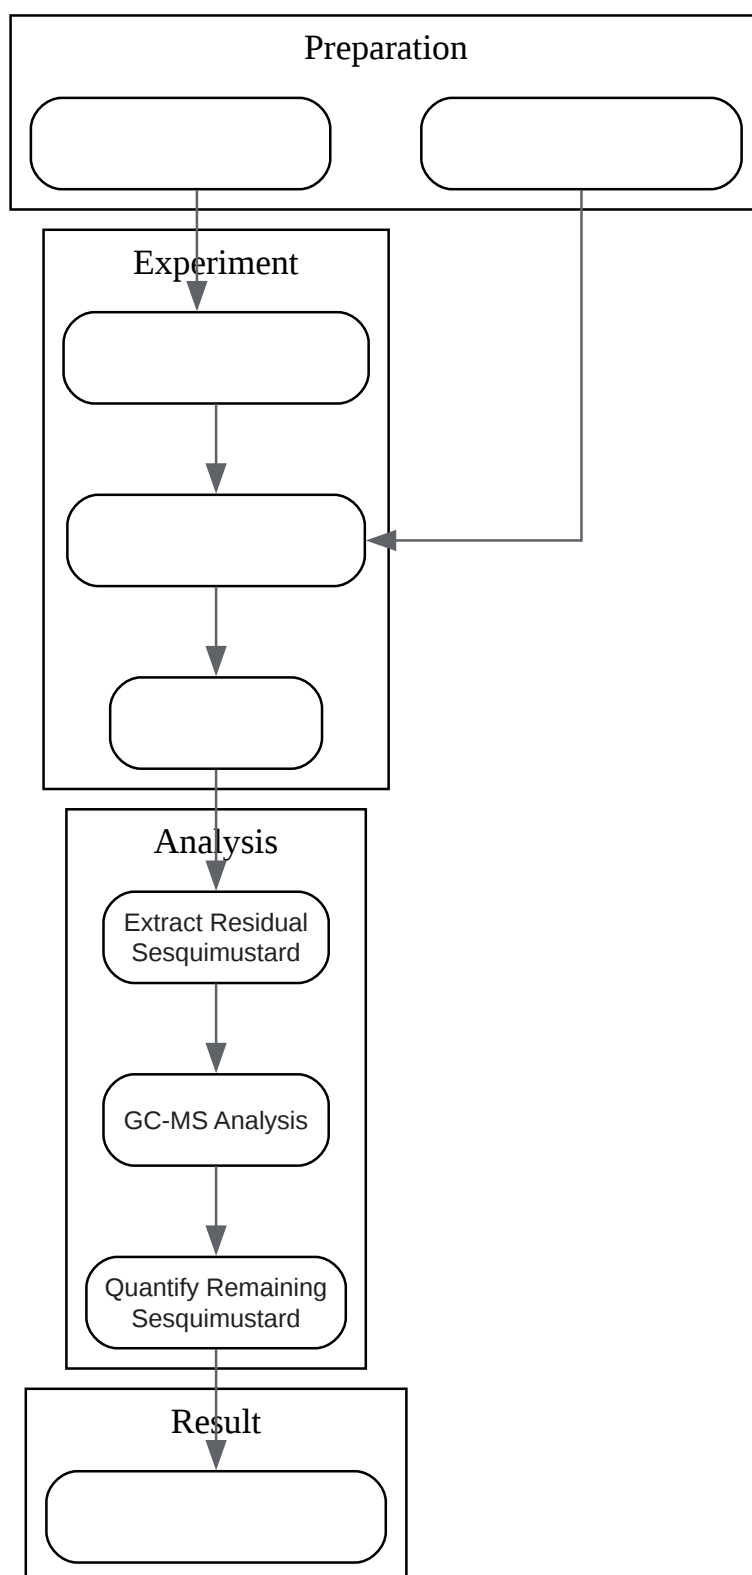 Preparation
Experiment
Analysis
Extract Residual
Sesquimustard
GC-MS Analysis
Quantify Remaining
Sesquimustard
Result